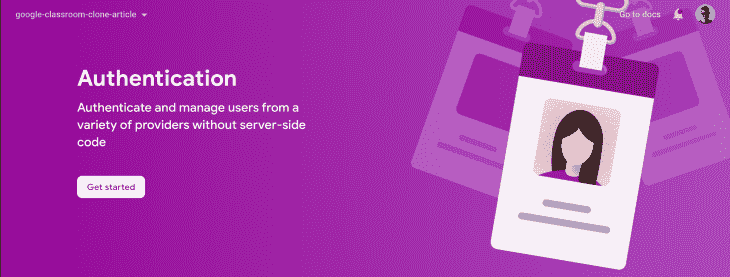 google-classroom-clone-article
Go to docs
Authentication
Authenticate and manage users from a
variety of providers without server-side
code
Get started